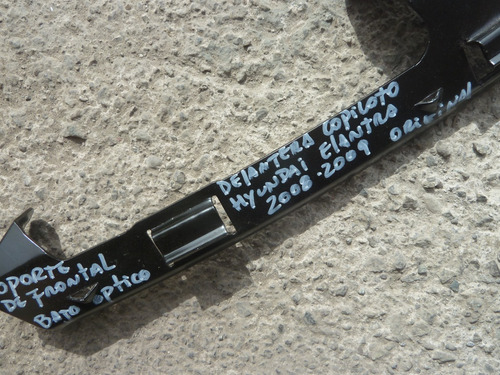 OPORTE
DE FRONTAL
BAJO OPTICO
DELANTERA COPILOTO
HYUNDAI ELANTRA
2008-2009 ORIGINAL